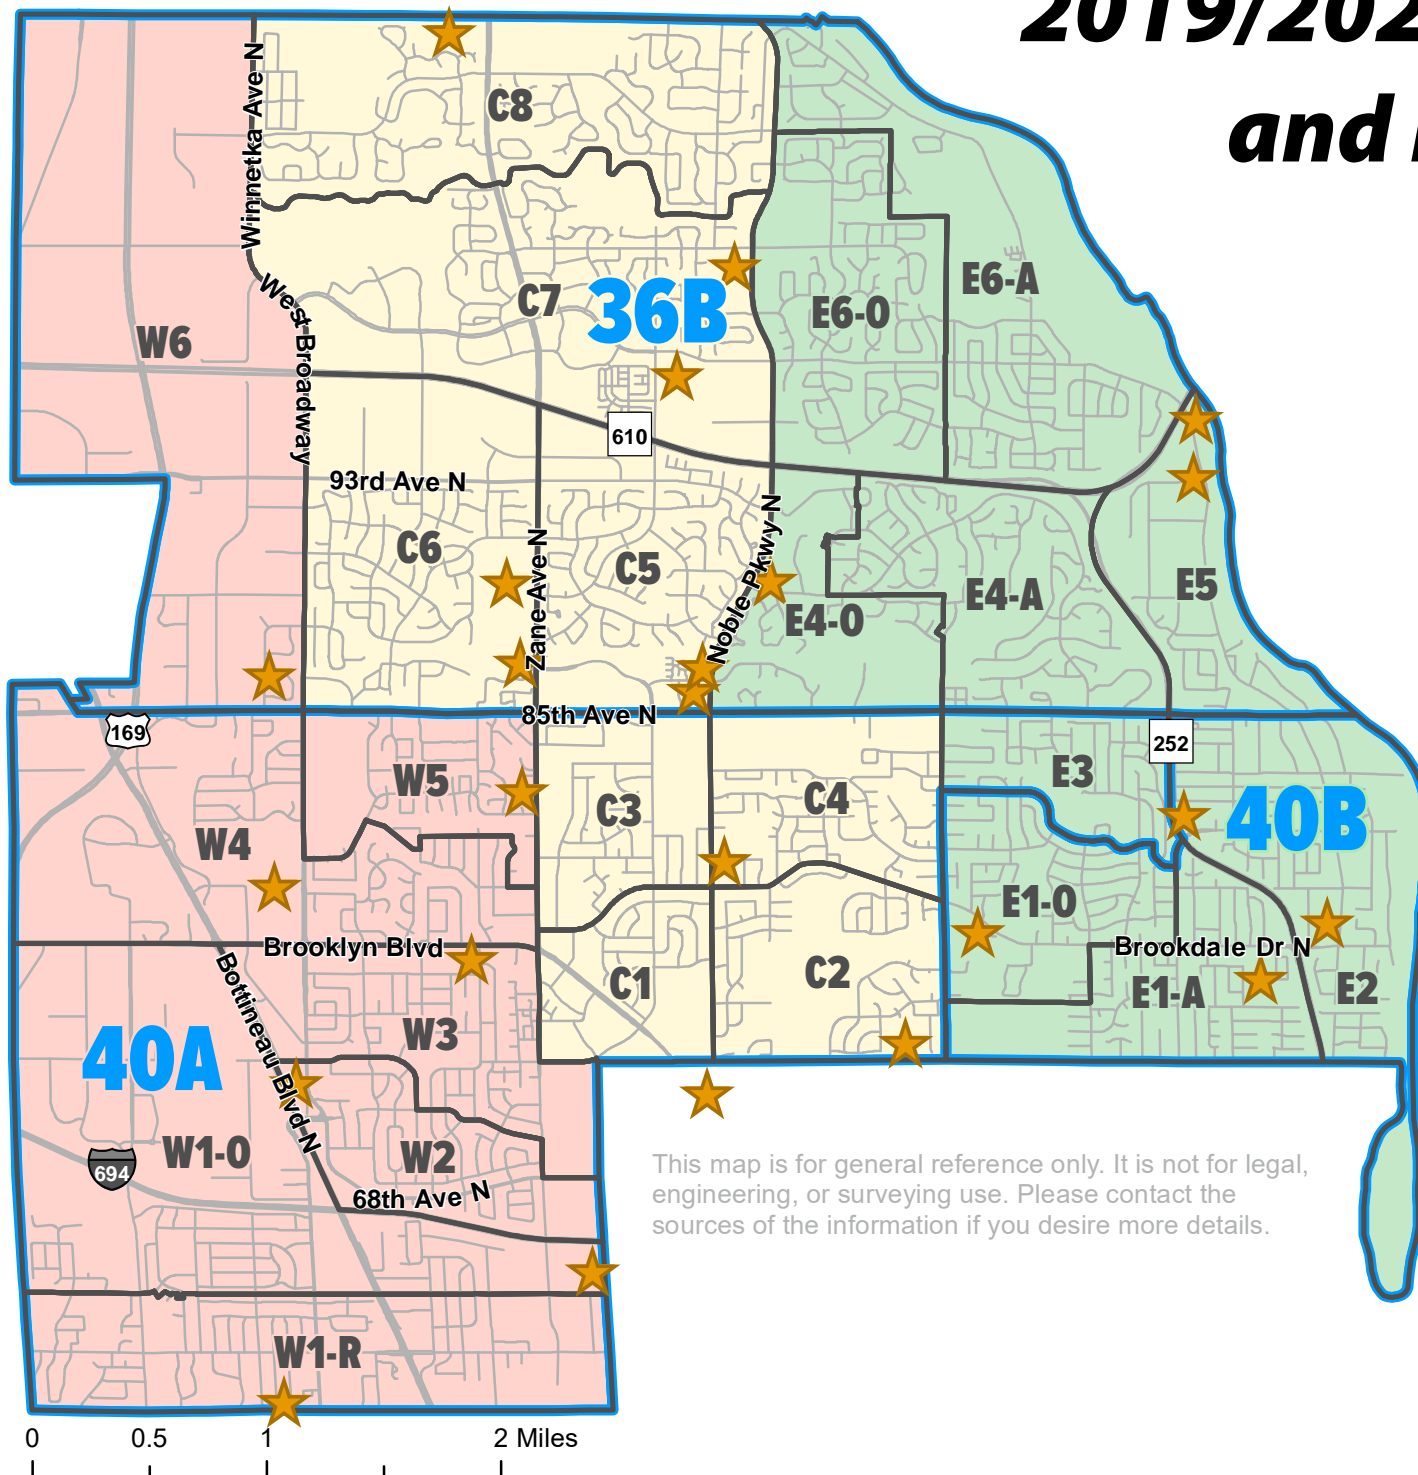 2019/202
and
Winnetka Ave N
C8
E6-A
C7
36B
E6-O
W6
West Broadway
610
93rd Ave N
Noble Pkwy N
C6
Zane Ave N
C5
E4-A
E5
E4-O
85th Ave N
169
252
W5
E3
C3
C4
40B
W4
E1-O
Brooklyn Blvd
Brookdale Dr N
Bottineau Blvd N
C1
C2
E1-A
E2
W3
40A
W1-O
W2
694
68th Ave N
This map is for general reference only. It is not for legal,
engineering, or surveying use. Please contact the
sources of the information if you desire more details.
W1-R
0 0.5 1 2 Miles